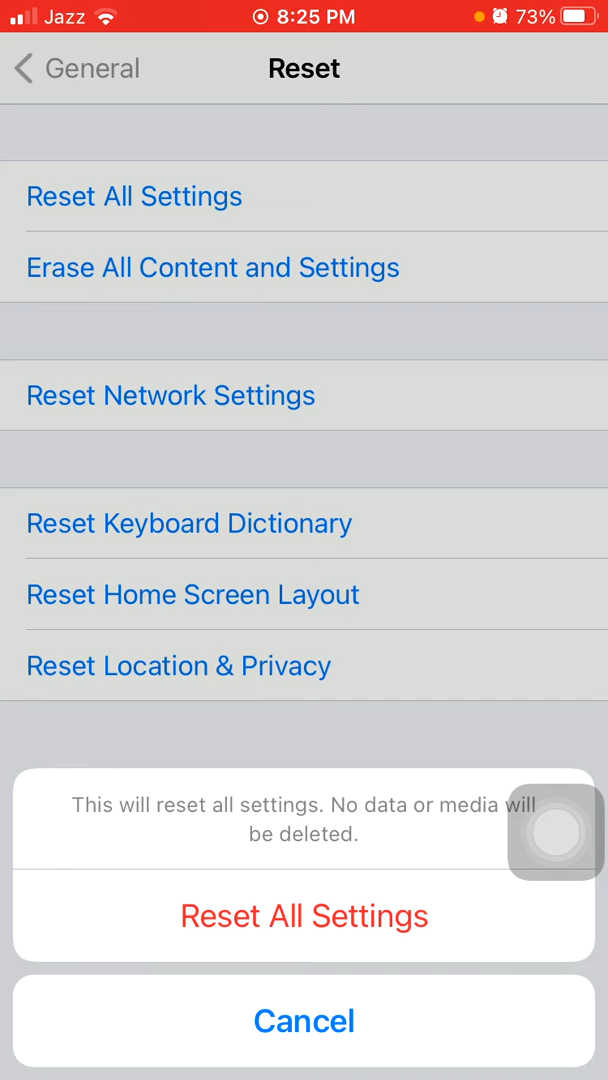 Jazz 8:25 PM 73%
General Reset
Reset All Settings
Erase All Content and Settings
Reset Network Settings
Reset Keyboard Dictionary
Reset Home Screen Layout
Reset Location & Privacy
This will reset all settings. No data or media will
be deleted.
Reset All Settings
Cancel